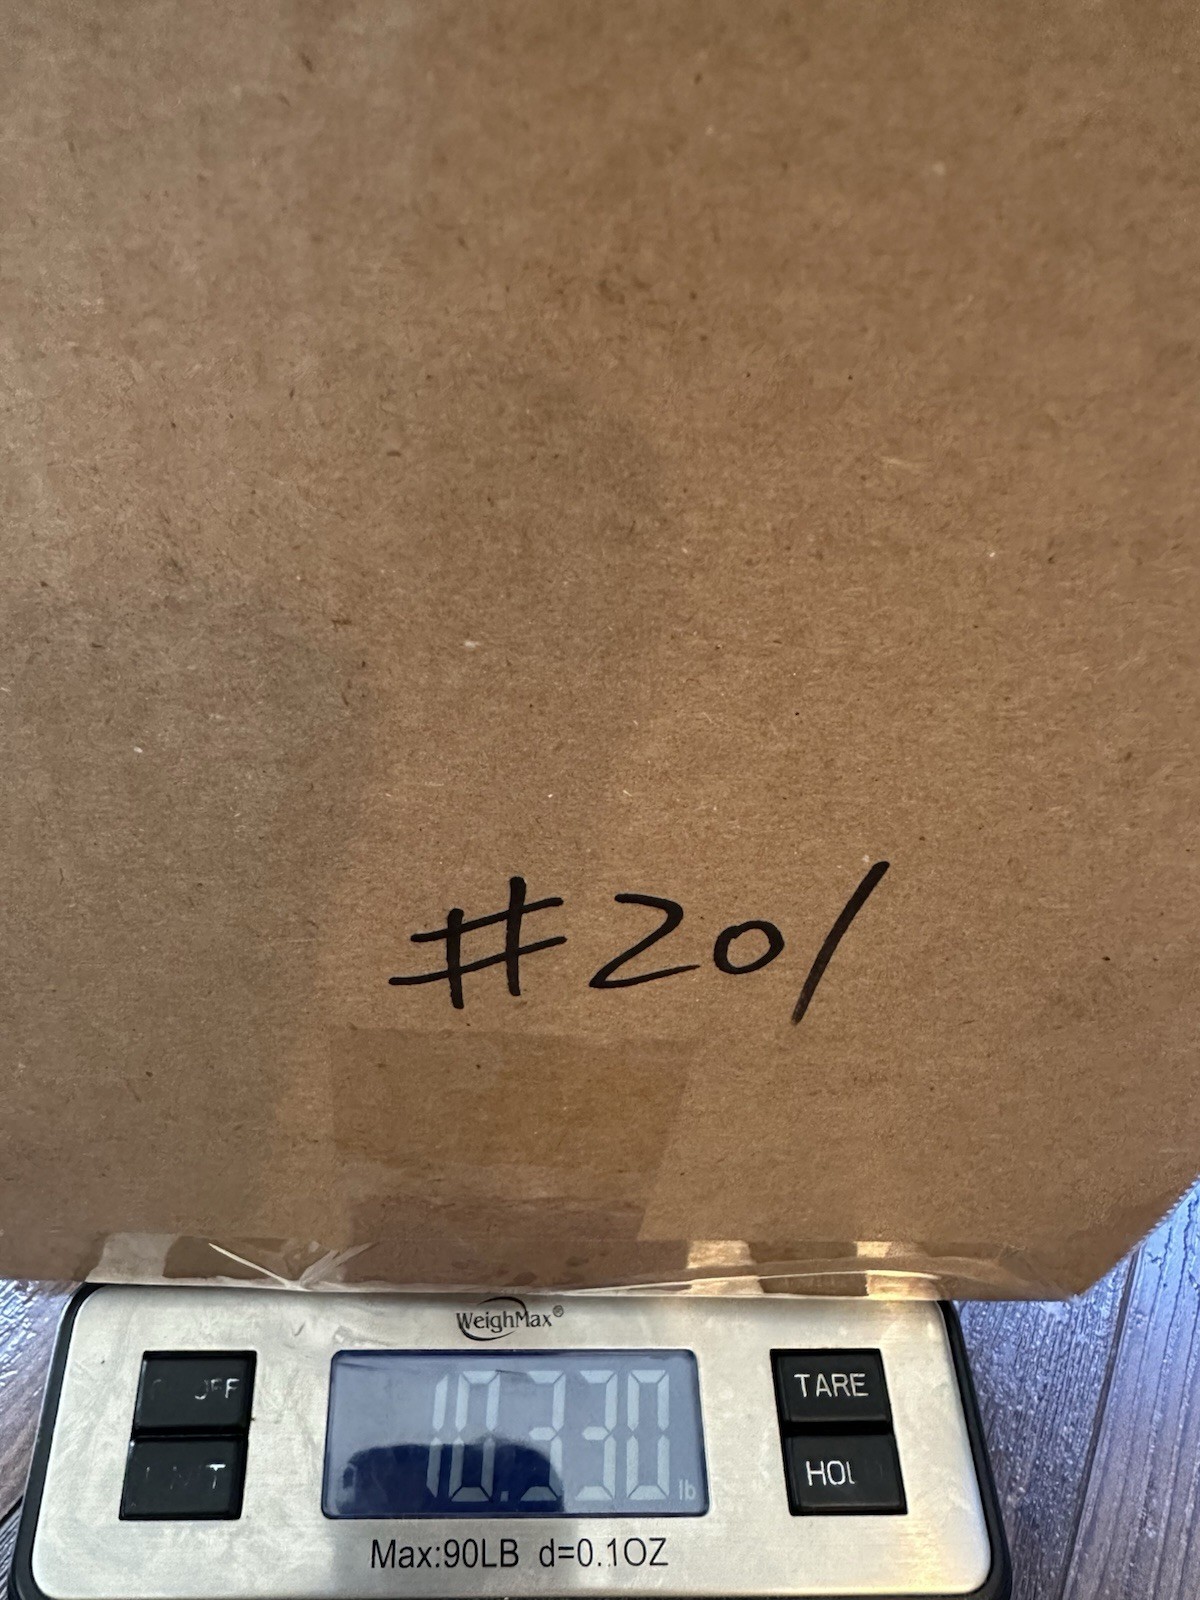 #201
WeighMax®
TARE
10.330 lb
Max:90LB d=0.1OZ